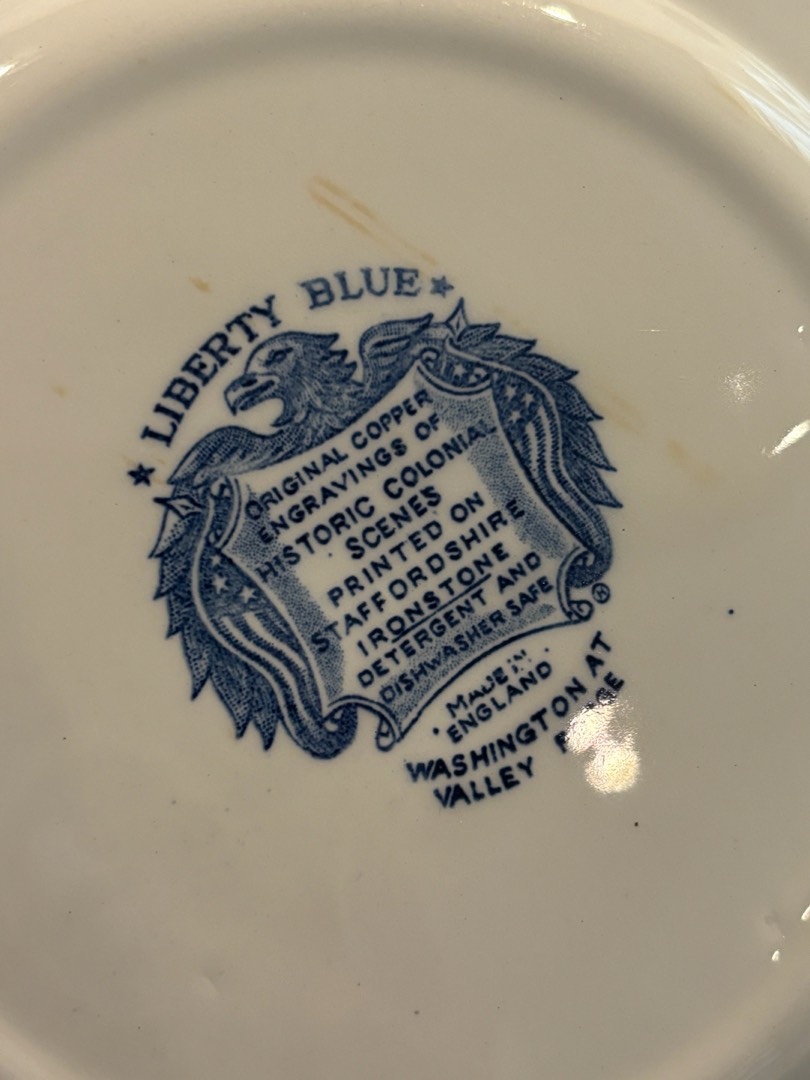 ★ LIBERTY BLUE ★
ORIGINAL COPPER
ENGRAVINGS OF
HISTORIC COLONIAL
SCENES
PRINTED ON
STAFFORDSHIRE
IRONSTONE
DETERGENT AND
DISHWASHER SAFE
MADE IN
ENGLAND
WASHINGTON AT
VALLEY